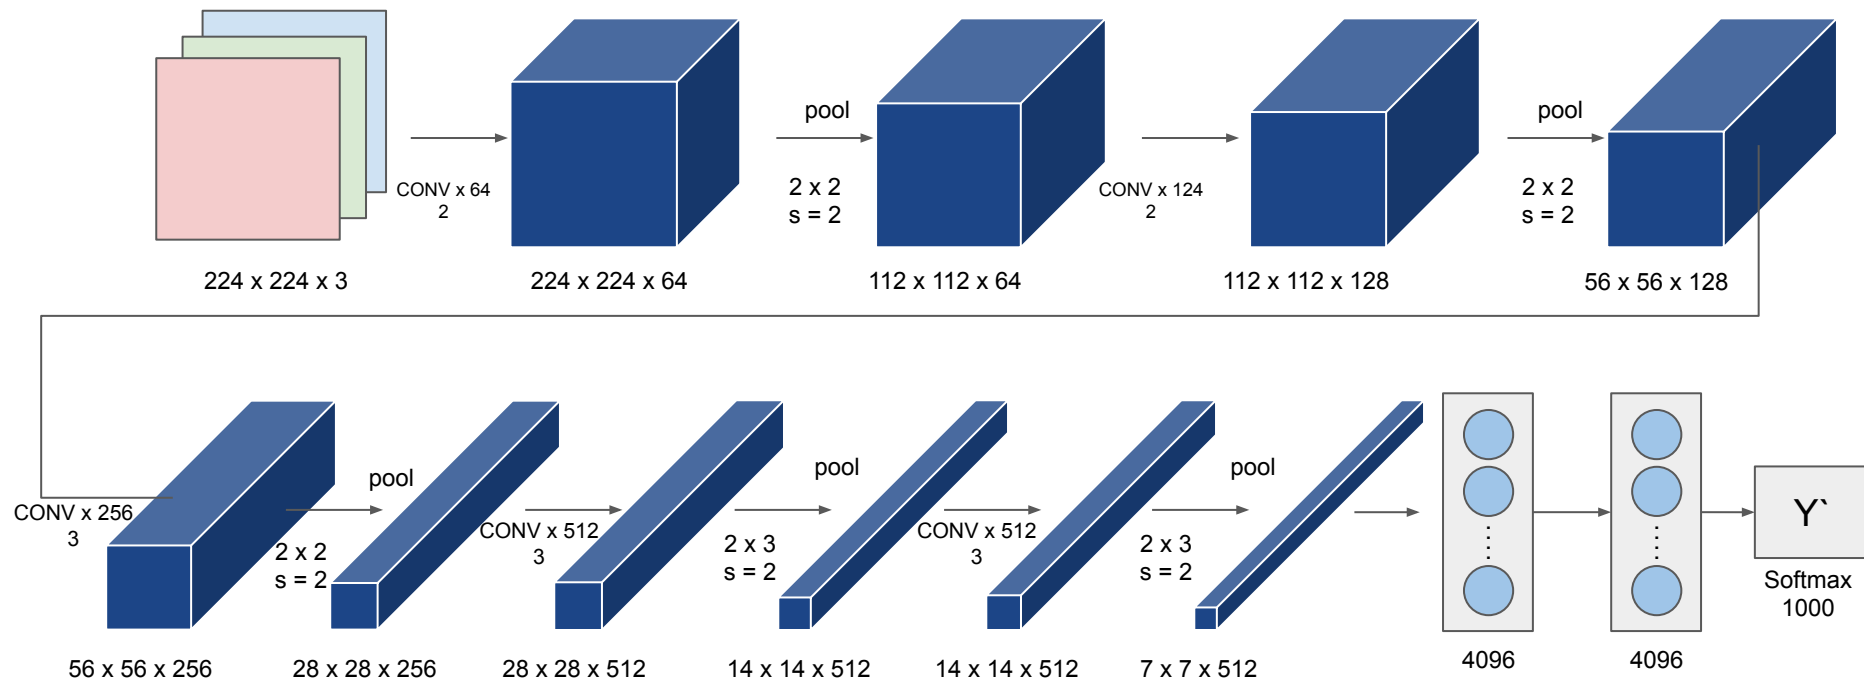 224 x 224 x 3
CONV x 64
2
224 x 224 x 64
pool
2 x 2
s = 2
112 x 112 x 64
CONV x 124
2
112 x 112 x 128
pool
2 x 2
s = 2
56 x 56 x 128
CONV x 256
3
56 x 56 x 256
pool
2 x 2
s = 2
28 x 28 x 256
CONV x 512
3
28 x 28 x 512
pool
2 x 3
s = 2
14 x 14 x 512
CONV x 512
3
14 x 14 x 512
pool
2 x 3
s = 2
7 x 7 x 512
4096
4096
Y`
Softmax
1000